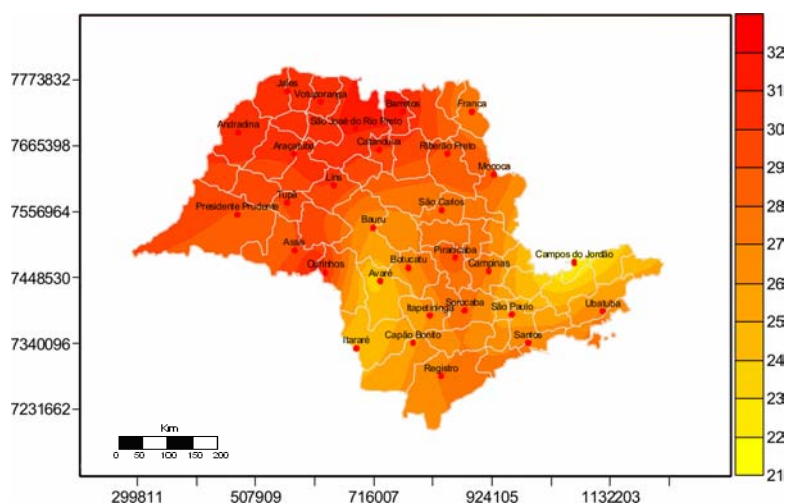 7773832
7665398
7556964
7448530
7340096
7231662
Jales
Votuporanga
Barretos
Franca
São José do Rio Preto
Andradina
Araçatuba
Catanduva
Ribeirão Preto
Mococa
Lins
Tupã
Presidente Prudente
São Carlos
Bauru
Assis
Ourinhos
Botucatu
Piracicaba
Campinas
Campos do Jordão
Avaré
Itapetininga
Sorocaba
São Paulo
Ubatuba
Itararé
Capão Bonito
Santos
Registro
Km
0 50 100 150 200
299811 507909 716007 924105 1132203
32
31
30
29
28
27
26
25
24
23
22
21